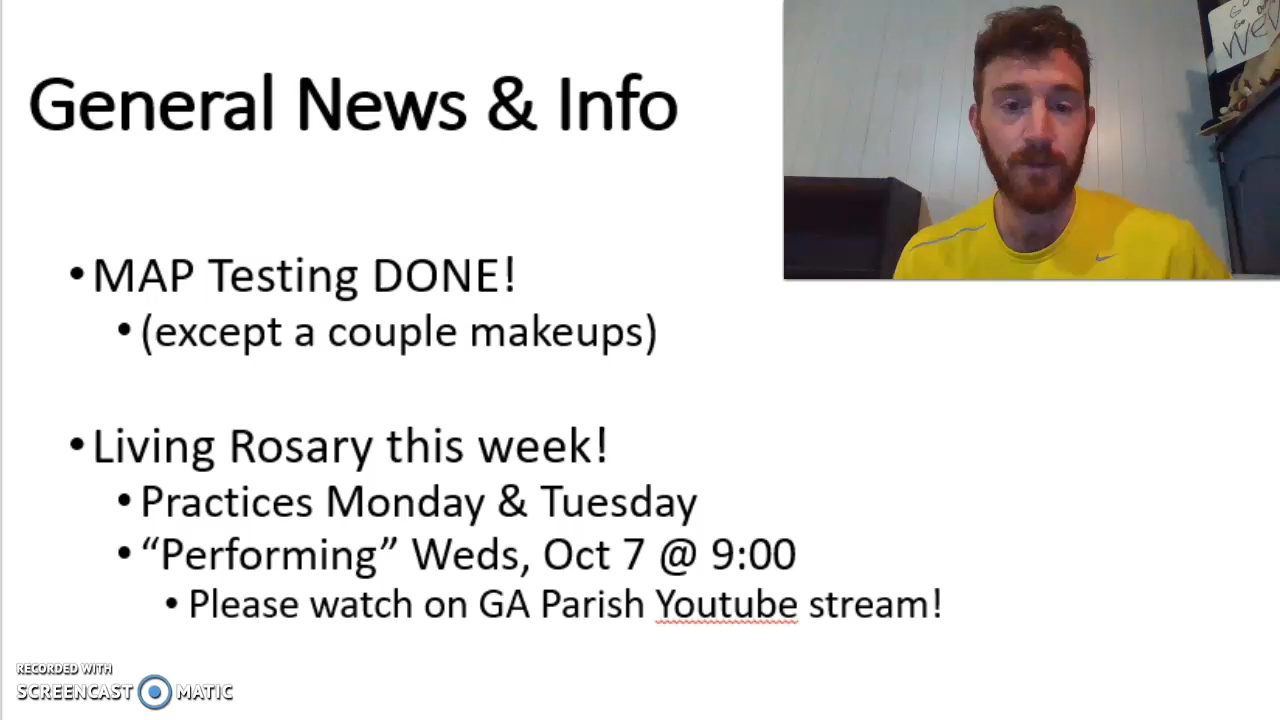 General News & Info
•MAP Testing DONE!
•(except a couple makeups)
•Living Rosary this week!
•Practices Monday & Tuesday
•“Performing” Weds, Oct 7 @ 9:00
•Please watch on GA Parish Youtube stream!
RECORDED WITH
SCREENCAST MATIC